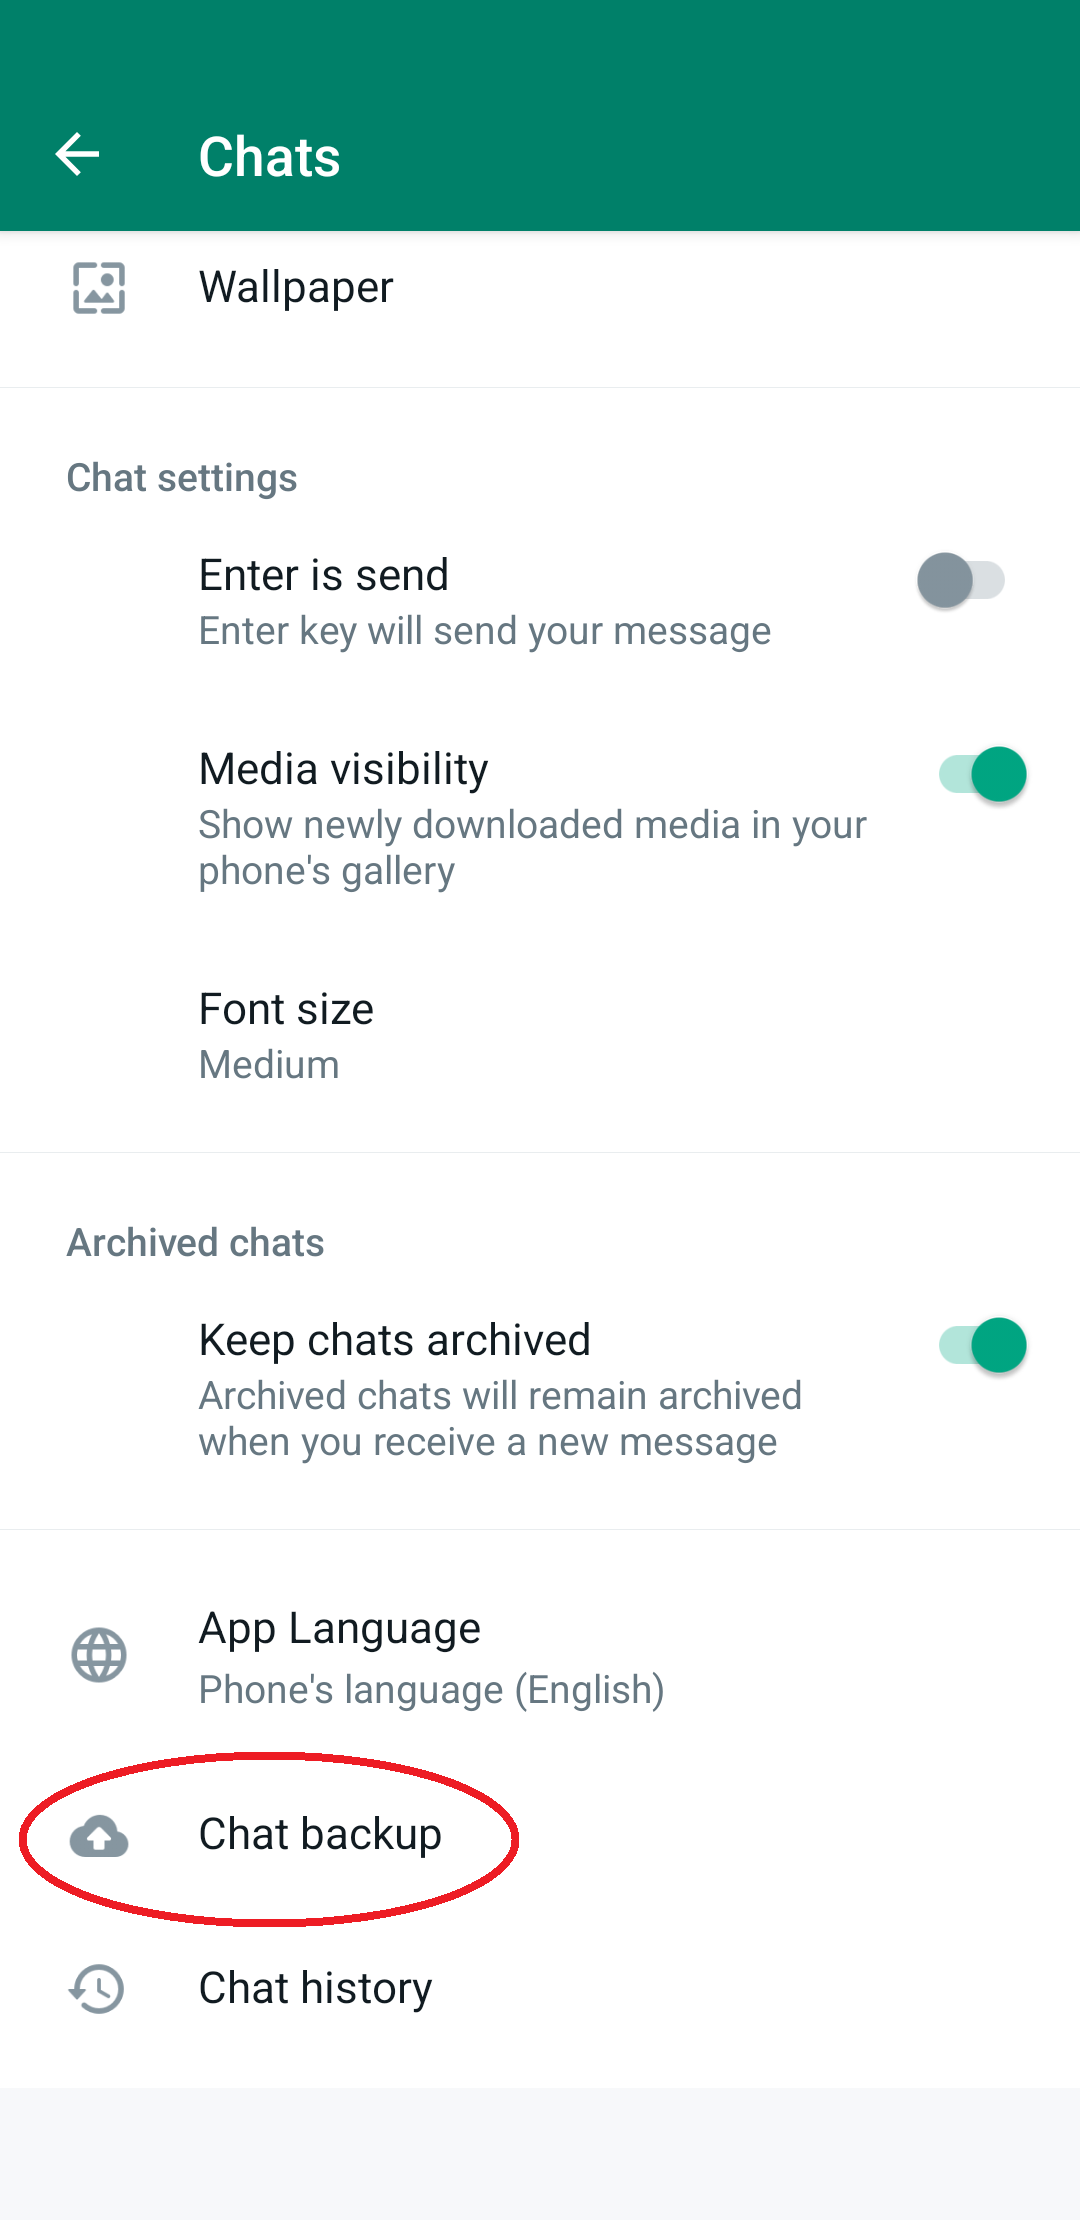 Chats
Wallpaper
Chat settings
Enter is send
Enter key will send your message
Media visibility
Show newly downloaded media in your
phone's gallery
Font size
Medium
Archived chats
Keep chats archived
Archived chats will remain archived
when you receive a new message
App Language
Phone's language (English)
Chat backup
Chat history